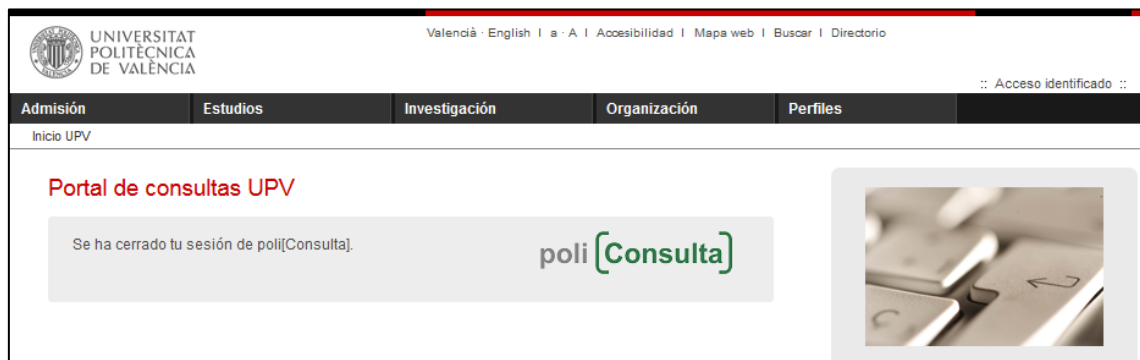 UNIVERSITAT
POLITÈCNICA
DE VALÈNCIA
Valencià · English I a · A I Accesibilidad I Mapa web I Buscar I Directorio
:: Acceso identificado ::
Admisión Estudios Investigación Organización Perfiles
Inicio UPV
Portal de consultas UPV
Se ha cerrado tu sesión de poli[Consulta].
poli [Consulta]